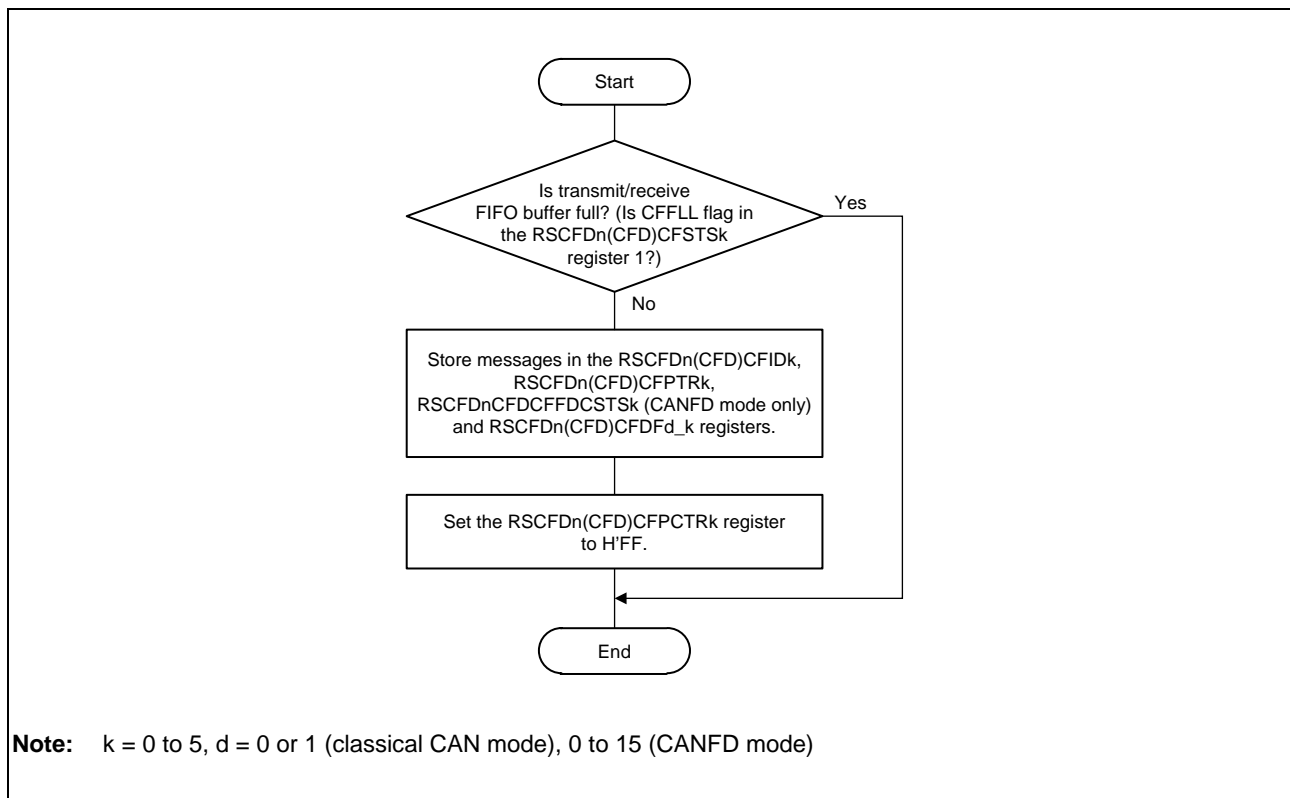 Start
Is transmit/receive
FIFO buffer full? (Is CFFLL flag in
the RSCFDn(CFD)CFSTSk
register 1?)
Yes
No
Store messages in the RSCFDn(CFD)CFIDk,
RSCFDn(CFD)CFPTRk,
RSCFDnCFDCFFDCSTSk (CANFD mode only)
and RSCFDn(CFD)CFDFd_k registers.
Set the RSCFDn(CFD)CFPCTRk register
to H'FF.
End
Note: k = 0 to 5, d = 0 or 1 (classical CAN mode), 0 to 15 (CANFD mode)